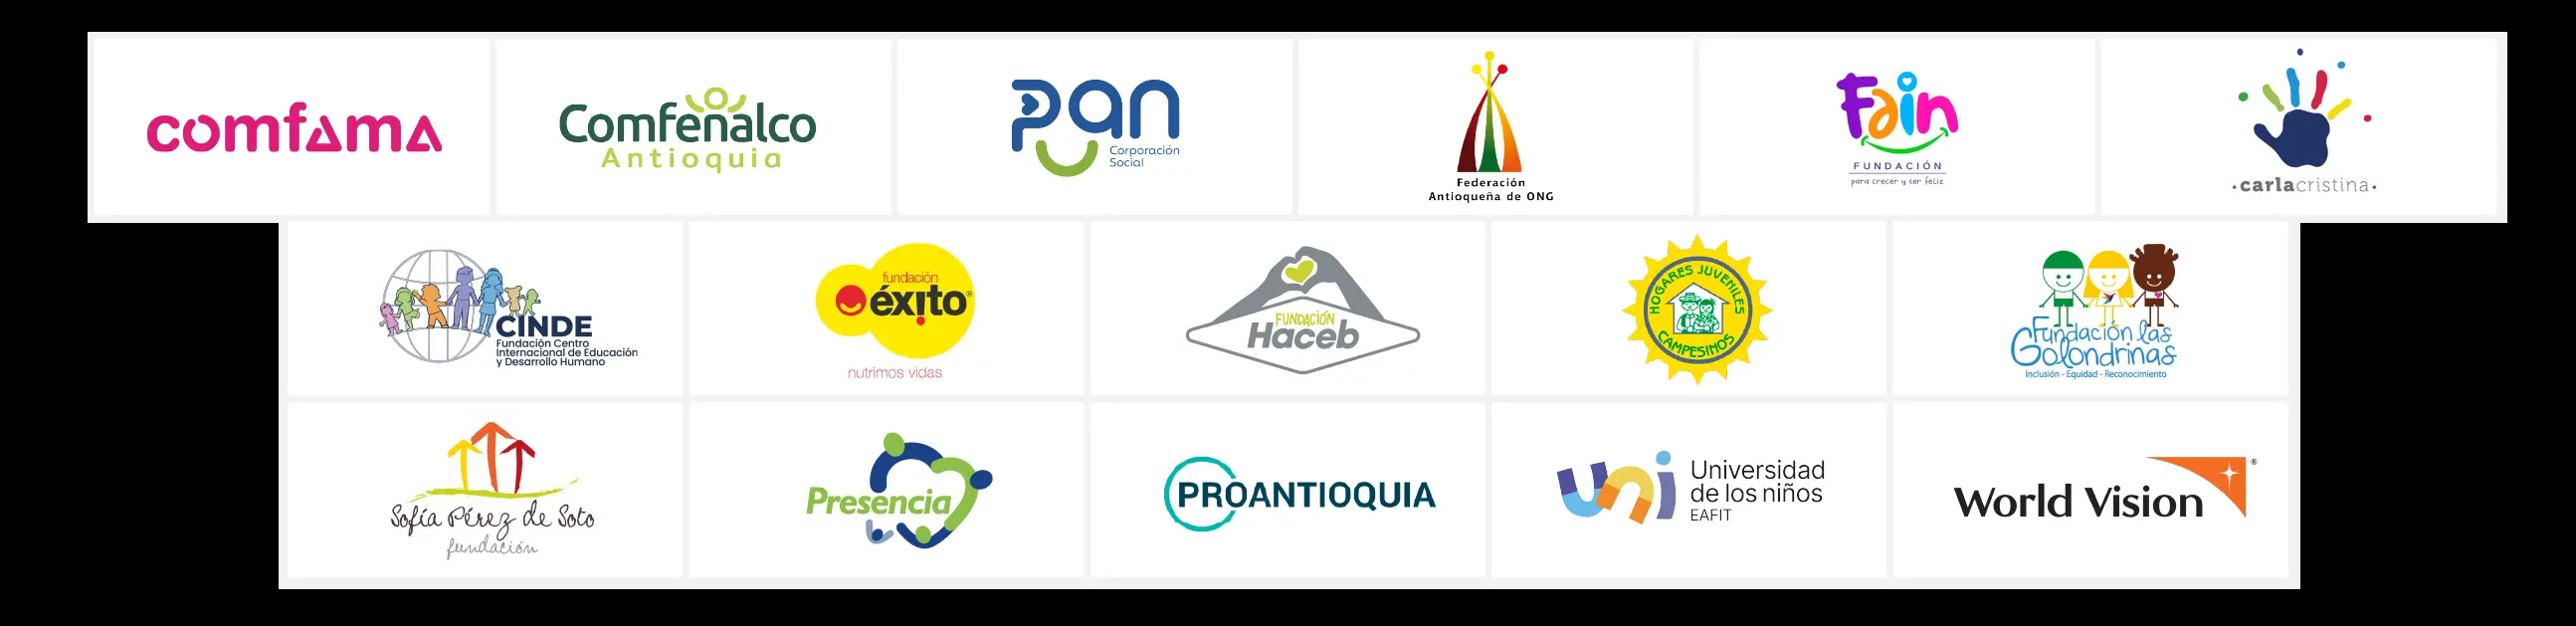 comfama
Comfenalco
Antioquia
pan
Corporación
Social
Federación
Antioqueña de ONG
Fain
FUNDACIÓN
para crecer y ser feliz
carlacristina
CINDE
Fundación Centro
Internacional de Educación
y Desarrollo Humano
fundación
éxito®
nutrimos vidas
FUNDACIÓN
Haceb
HOGARES JUVENILES
CAMPESINOS
Fundación las
Golondrinas
Inclusión - Equidad - Reconocimiento
Sofía Pérez de Soto
fundación
Presencia
PROANTIOQUIA
uni
Universidad
de los niños
EAFIT
World Vision®